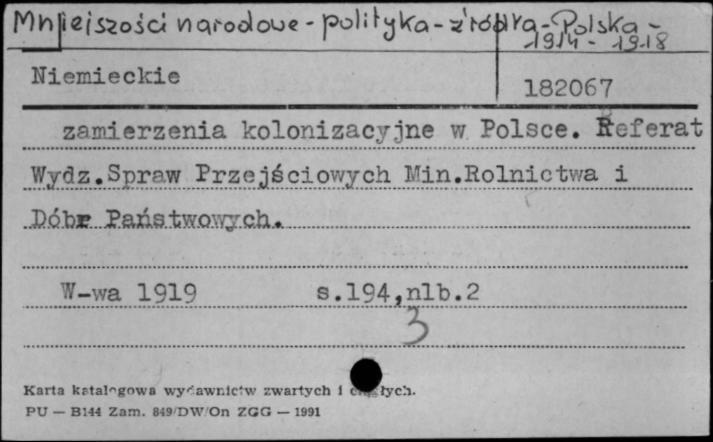 Mniejszości narodowe - polityka - źródła - Polska -
1914 - 1918
Niemieckie
182067
zamierzenia kolonizacyjne w Polsce. Referat
Wydz.Spraw Przejściowych Min.Rolnictwa i
Dóbr Państwowych.
W-wa 1919 s.194,nlb.2
3
Karta katalogowa wydawnictw zwartych i ciągłych.
PU — B144 Zam. 849/DW/On ZGG — 1991